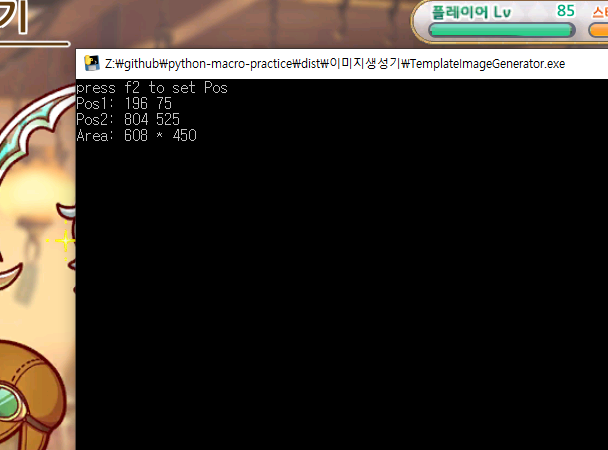 기
플레이어 Lv 85 스타
Z:₩github₩python-macro-practice₩dist₩이미지생성기₩TemplateImageGenerator.exe
press f2 to set Pos
Pos1: 196 75
Pos2: 804 525
Area: 608 * 450